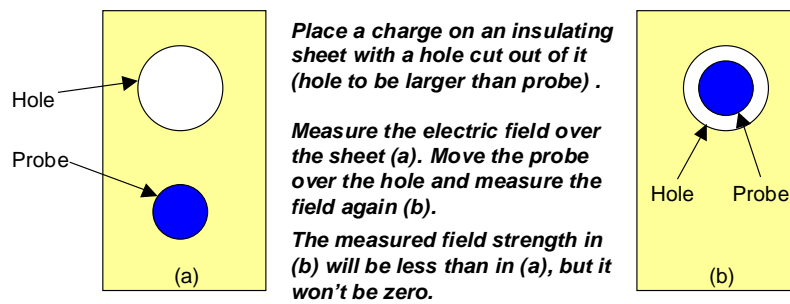 Hole
Probe
(a)
Place a charge on an insulating
sheet with a hole cut out of it
(hole to be larger than probe) .
Measure the electric field over
the sheet (a). Move the probe
over the hole and measure the
field again (b).
The measured field strength in
(b) will be less than in (a), but it
won't be zero.
Hole
Probe
(b)